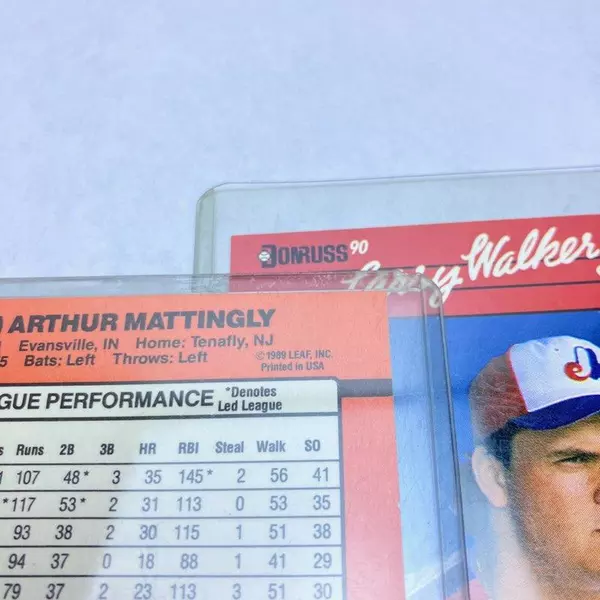 DONRUSS 90
Larry Walker
ARTHUR MATTINGLY
Evansville, IN Home: Tenafly, NJ
5 Bats: Left Throws: Left
© 1989 LEAF, INC.
Printed in USA
GUE PERFORMANCE *Denotes
Led League
s Runs 2B 3B HR RBI Steal Walk SO
1 107 48* 3 35 145* 2 56 41
*117 53* 2 31 113 0 53 35
93 38 2 30 115 1 51 38
94 37 0 18 88 1 41 29
79 37 2 23 113 3 51 30